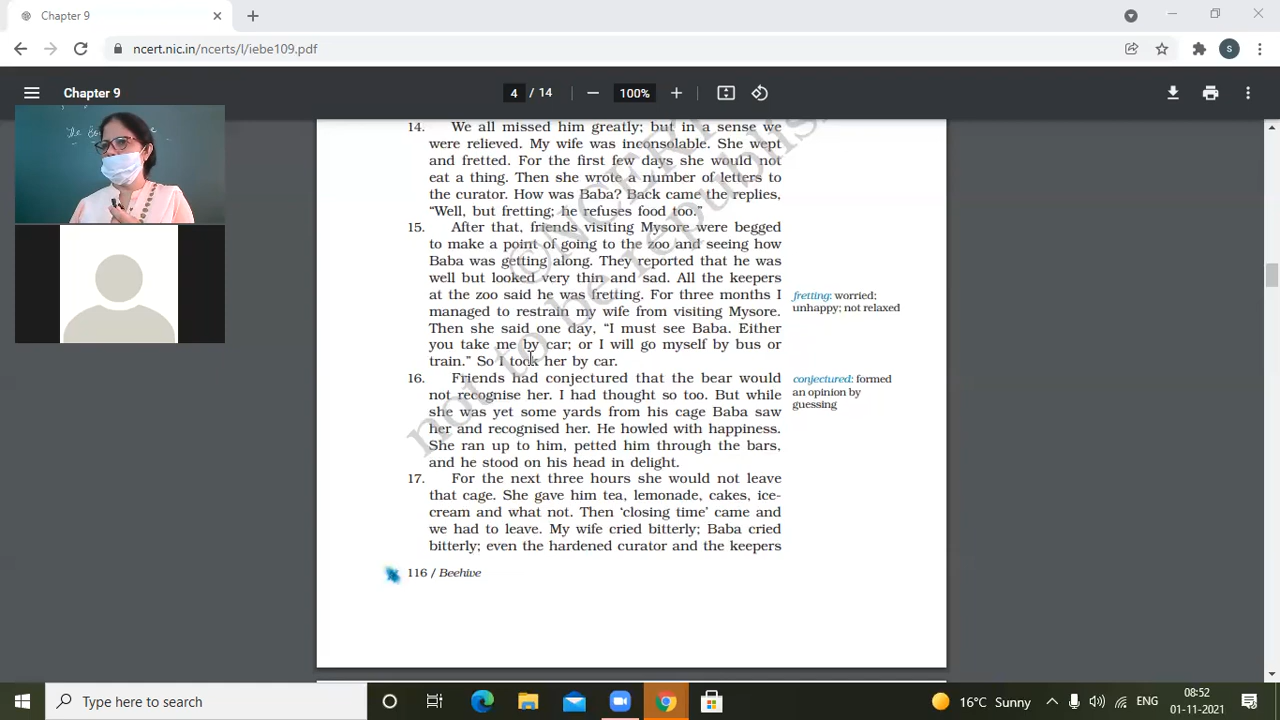 Chapter 9
ncert.nic.in/ncerts/l/iebe109.pdf
S
Chapter 9
4 / 14
100%
14. We all missed him greatly; but in a sense we
were relieved. My wife was inconsolable. She wept
and fretted. For the first few days she would not
eat a thing. Then she wrote a number of letters to
the curator. How was Baba? Back came the replies,
“Well, but fretting; he refuses food too.”
15. After that, friends visiting Mysore were begged
to make a point of going to the zoo and seeing how
Baba was getting along. They reported that he was
well but looked very thin and sad. All the keepers
at the zoo said he was fretting. For three months I
managed to restrain my wife from visiting Mysore.
Then she said one day, “I must see Baba. Either
you take me by car; or I will go myself by bus or
train.” So I took her by car.
fretting: worried;
unhappy; not relaxed
16. Friends had conjectured that the bear would
not recognise her. I had thought so too. But while
she was yet some yards from his cage Baba saw
her and recognised her. He howled with happiness.
She ran up to him, petted him through the bars,
and he stood on his head in delight.
conjectured: formed
an opinion by
guessing
17. For the next three hours she would not leave
that cage. She gave him tea, lemonade, cakes, ice-
cream and what not. Then ‘closing time’ came and
we had to leave. My wife cried bitterly; Baba cried
bitterly; even the hardened curator and the keepers
116 / Beehive
©NCERT
not to be republis
Type here to search
16°C Sunny
ENG
08:52
01-11-2021